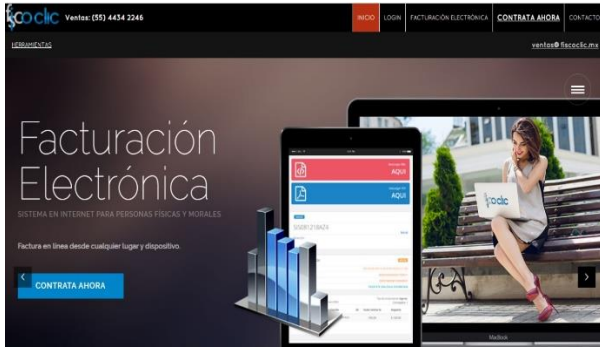 fiscoclic Ventas: (55) 4434 2246
INICIO LOGIN FACTURACIÓN ELECTRÓNICA CONTRATA AHORA CONTACTO
HERRAMIENTAS
ventas@fiscoclic.mx
Facturación
Electrónica
SISTEMA EN INTERNET PARA PERSONAS FÍSICAS Y MORALES
Factura en línea desde cualquier lugar y dispositivo.
CONTRATA AHORA
AQUI
AQUI
MacBook